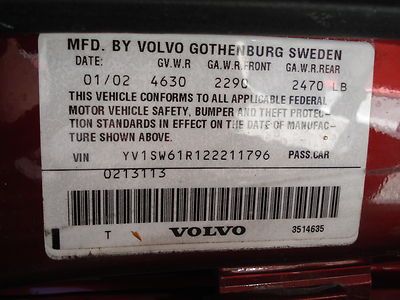 MFD. BY VOLVO GOTHENBURG SWEDEN
DATE: GV.W.R GA.W.R.FRONT GA.W.R.REAR
01/02 4630 2290 2470 LB
THIS VEHICLE CONFORMS TO ALL APPLICABLE FEDERAL
MOTOR VEHICLE SAFETY, BUMPER AND THEFT PROTEC-
TION STANDARDS IN EFFECT ON THE DATE OF MANUFAC-
TURE SHOWN ABOVE.
VIN YV1SW61R122211796 PASS.CAR
0213113
T VOLVO 3514635